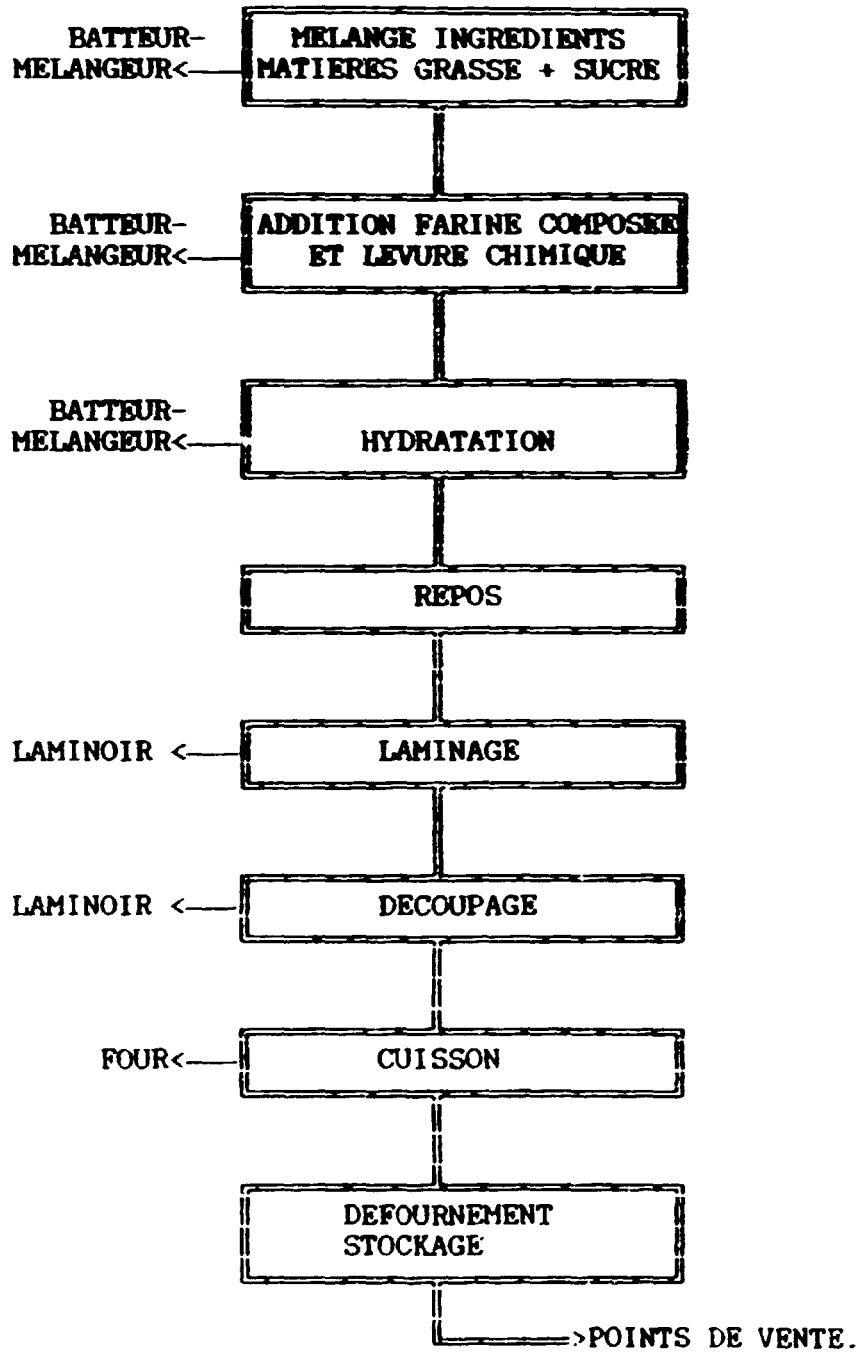 BATTEUR-
MELANGEUR<
MELANGE INGREDIENTS
MATIERES GRASSE + SUCRE
BATTEUR-
MELANGEUR<
ADDITION FARINE COMPOSEE
ET LEVURE CHIMIQUE
BATTEUR-
MELANGEUR<
HYDRATATION
REPOS
LAMINOIR <
LAMINAGE
LAMINOIR <
DECOUPAGE
FOUR<
CUISSON
DEFOURNEMENT
STOCKAGE
>POINTS DE VENTE.